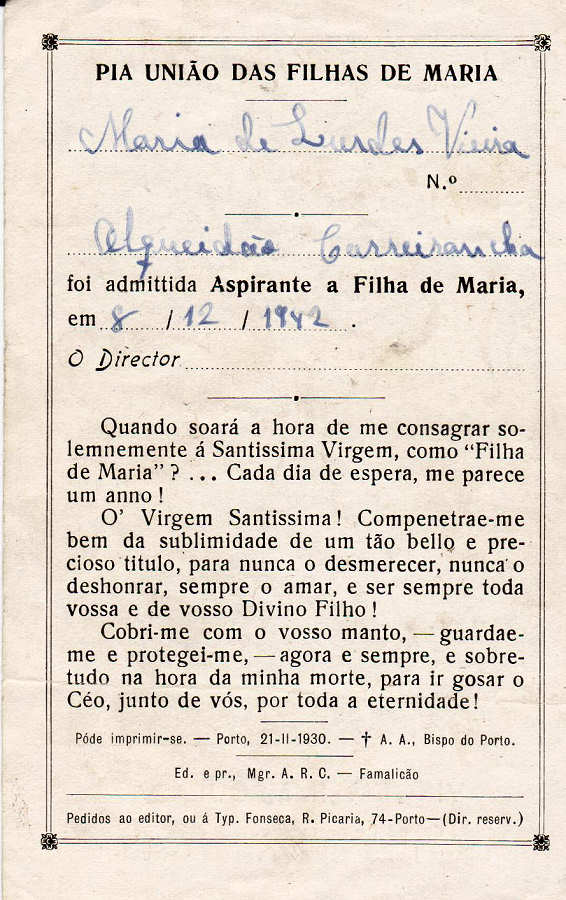 PIA UNIÃO DAS FILHAS DE MARIA
Maria de Lurdes Vieira
N.º
Alqueidão Carreirancha
foi admittida Aspirante a Filha de Maria,
em 8 / 12 / 1942 .
O Director
Quando soará a hora de me consagrar so-
lemnemente á Santissima Virgem, como “Filha
de Maria” ? ... Cada dia de espera, me parece
um anno !
O' Virgem Santissima ! Compenetrae-me
bem da sublimidade de um tão bello e pre-
cioso titulo, para nunca o desmerecer, nunca o
deshonrar, sempre o amar, e ser sempre toda
vossa e de vosso Divino Filho !
Cobri-me com o vosso manto, — guardae-
me e protegei-me, — agora e sempre, e sobre-
tudo na hora da minha morte, para ir gosar o
Céo, junto de vós, por toda a eternidade !
Póde imprimir-se. — Porto, 21-II-1930. — † A. A., Bispo do Porto.
Ed. e pr., Mgr. A. R. C. — Famalicão
Pedidos ao editor, ou á Typ. Fonseca, R. Picaria, 74-Porto—(Dir. reserv.)